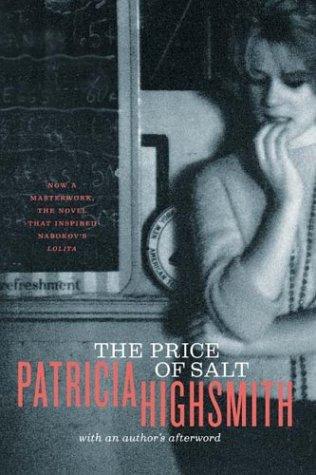 NOW A
MASTERWORK,
THE NOVEL
THAT INSPIRED
NABOKOV'S
LOLITA
refreshment
THE PRICE
OF SALT
PATRICIA
HIGHSMITH
with an author's afterword